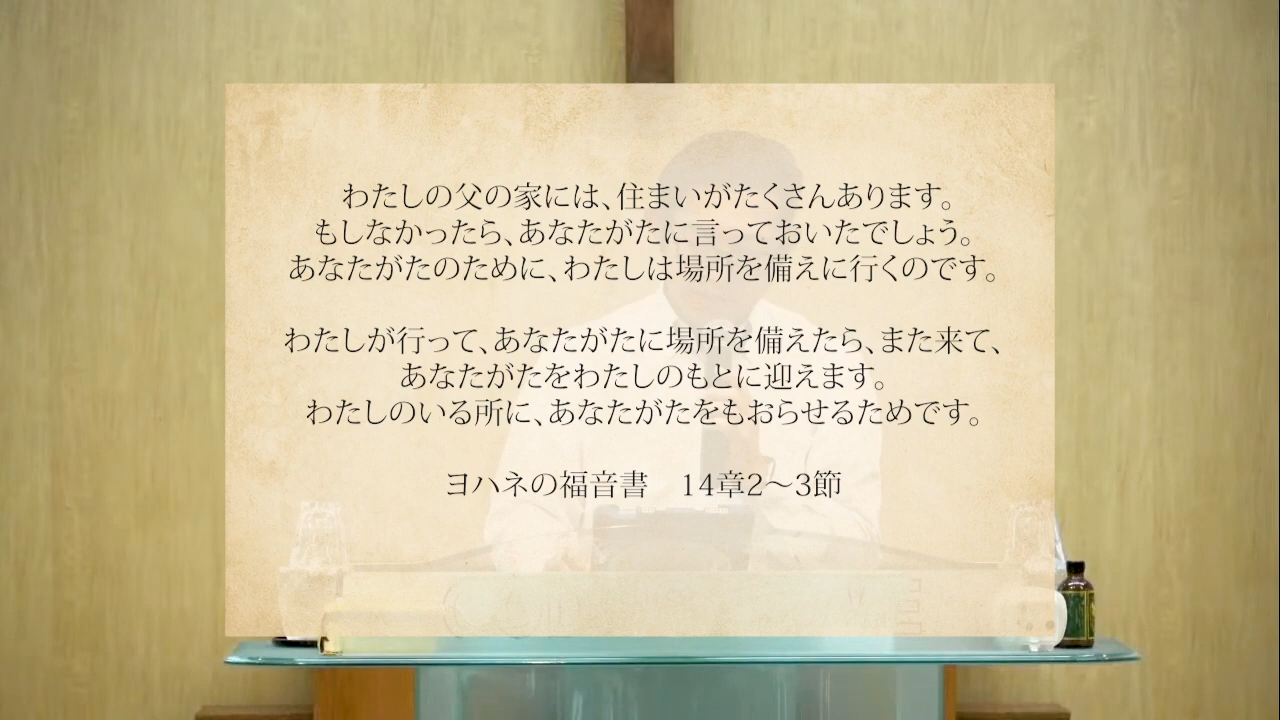 わたしの父の家には、住まいがたくさんあります。
もしなかったら、あなたがたに言っておいたでしょう。
あなたがたのために、わたしは場所を備えに行くのです。
わたしが行って、あなたがたに場所を備えたら、また来て、
あなたがたをわたしのもとに迎えます。
わたしのいる所に、あなたがたをもおらせるためです。
ヨハネの福音書　14章2～3節